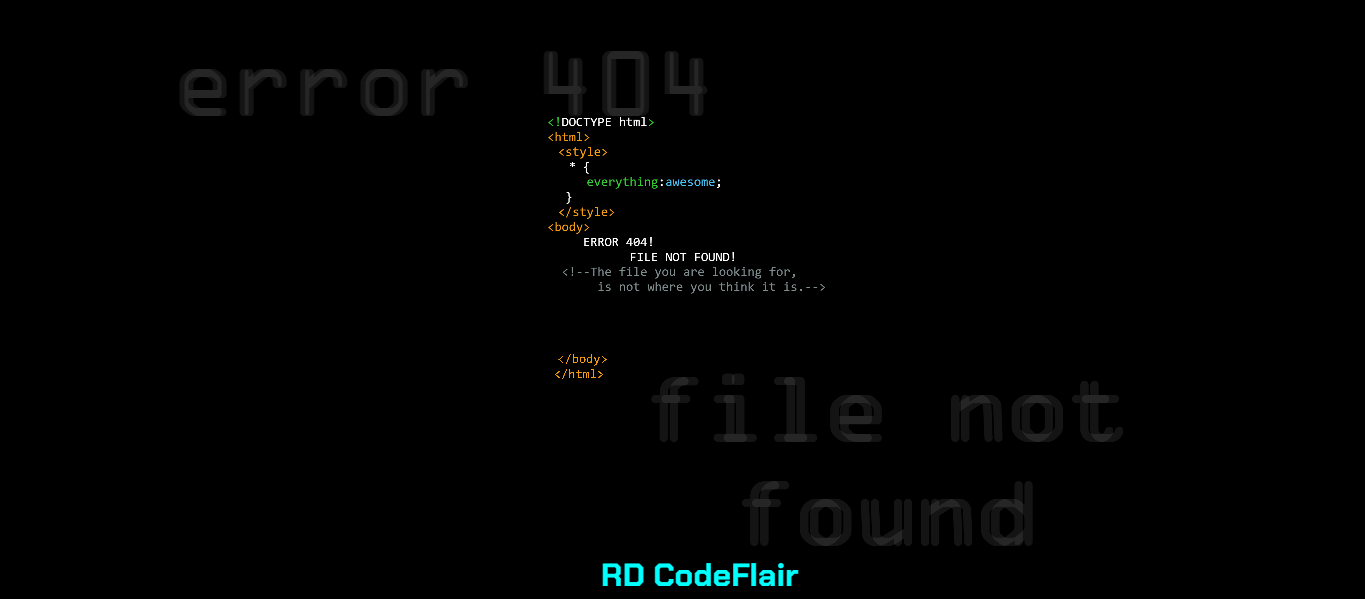 error 404
<!DOCTYPE html>
<html>
<style>
* {
everything:awesome;
}
</style>
<body>
ERROR 404!
FILE NOT FOUND!
<!--The file you are looking for,
is not where you think it is.-->
</body>
</html>
file not
found
RD CodeFlair